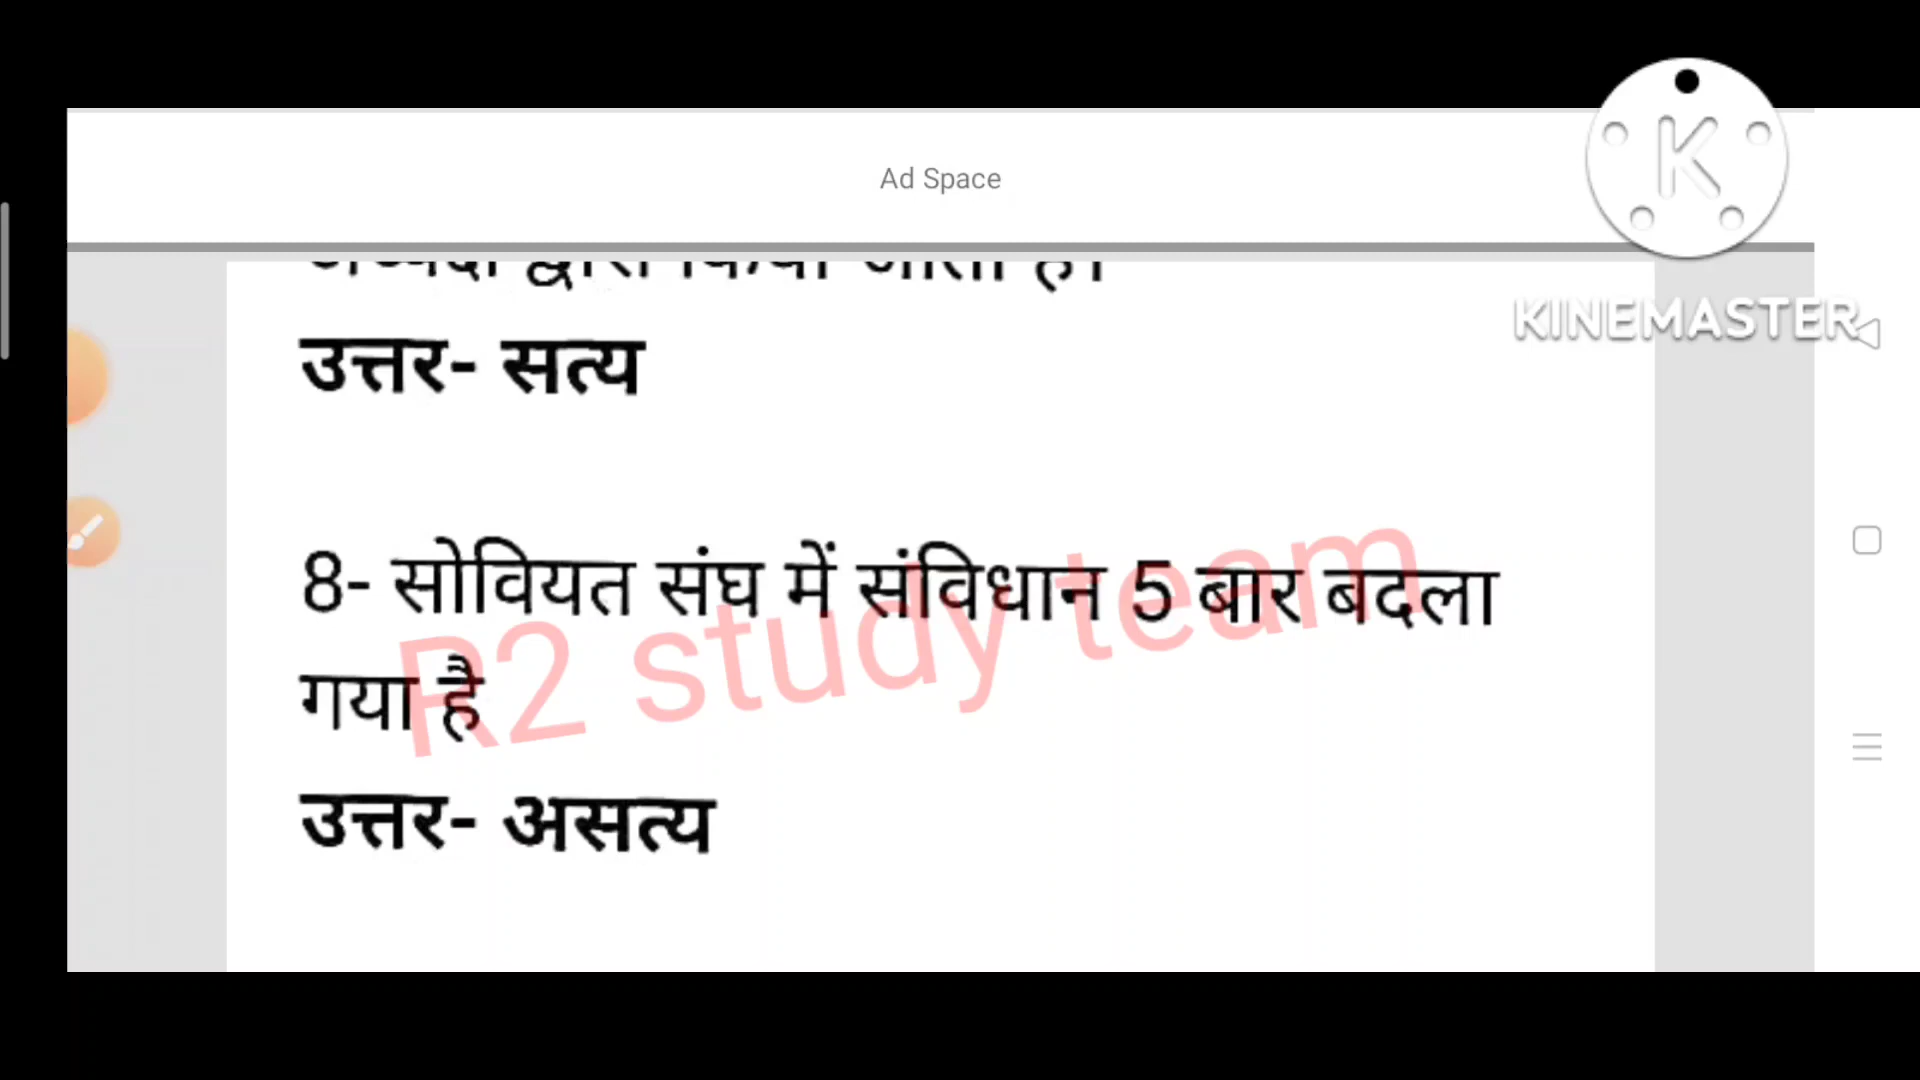 Ad Space
KINEMASTER
द्वारा किया जाता है।
उत्तर- सत्य
8- सोवियत संघ में संविधान 5 बार बदला
गया है
R2 study team
उत्तर- असत्य